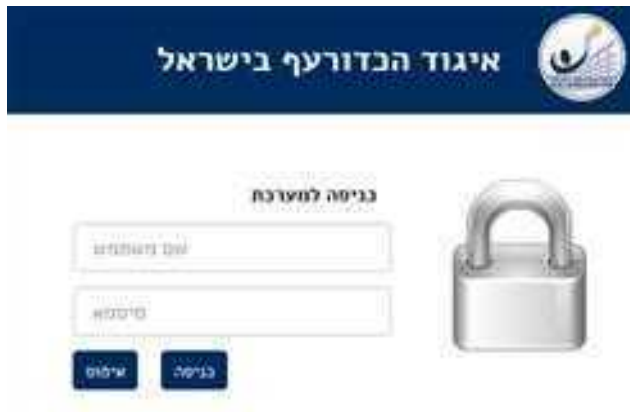 איגוד הכדורעף בישראל
כניסה למערכת
שם משתמש
סיסמא
כניסה
איפוס